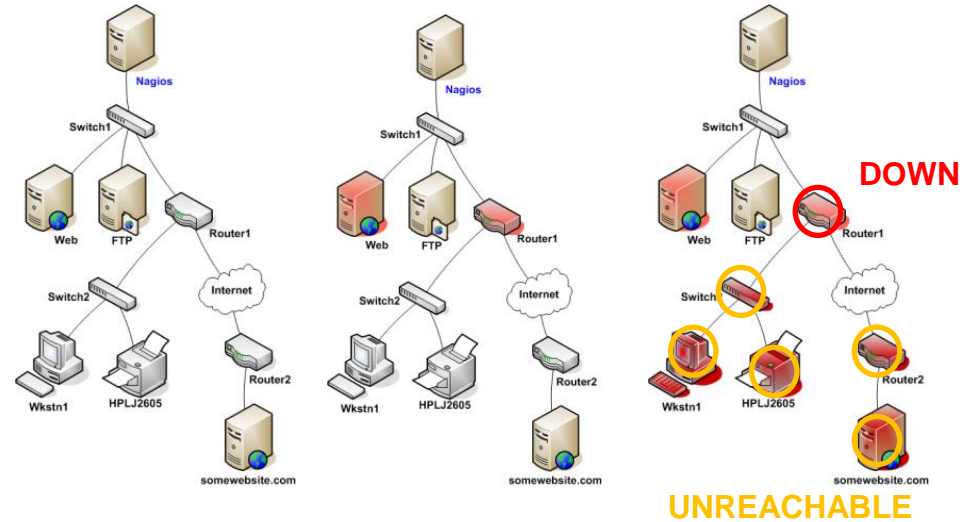 Nagios
Switch1
Web
FTP
Router1
Switch2
Internet
Wkstn1
HPLJ2605
Router2
somewebsite.com
Nagios
Switch1
Web
FTP
Router1
Switch2
Internet
Wkstn1
HPLJ2605
Router2
somewebsite.com
Nagios
Switch1
DOWN
Web
FTP
Router1
Switch2
Internet
Wkstn1
HPLJ2605
Router2
somewebsite.com
UNREACHABLE